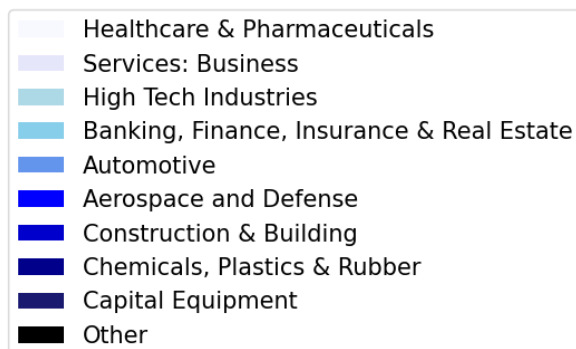 Healthcare & Pharmaceuticals
Services: Business
High Tech Industries
Banking, Finance, Insurance & Real Estate
Automotive
Aerospace and Defense
Construction & Building
Chemicals, Plastics & Rubber
Capital Equipment
Other